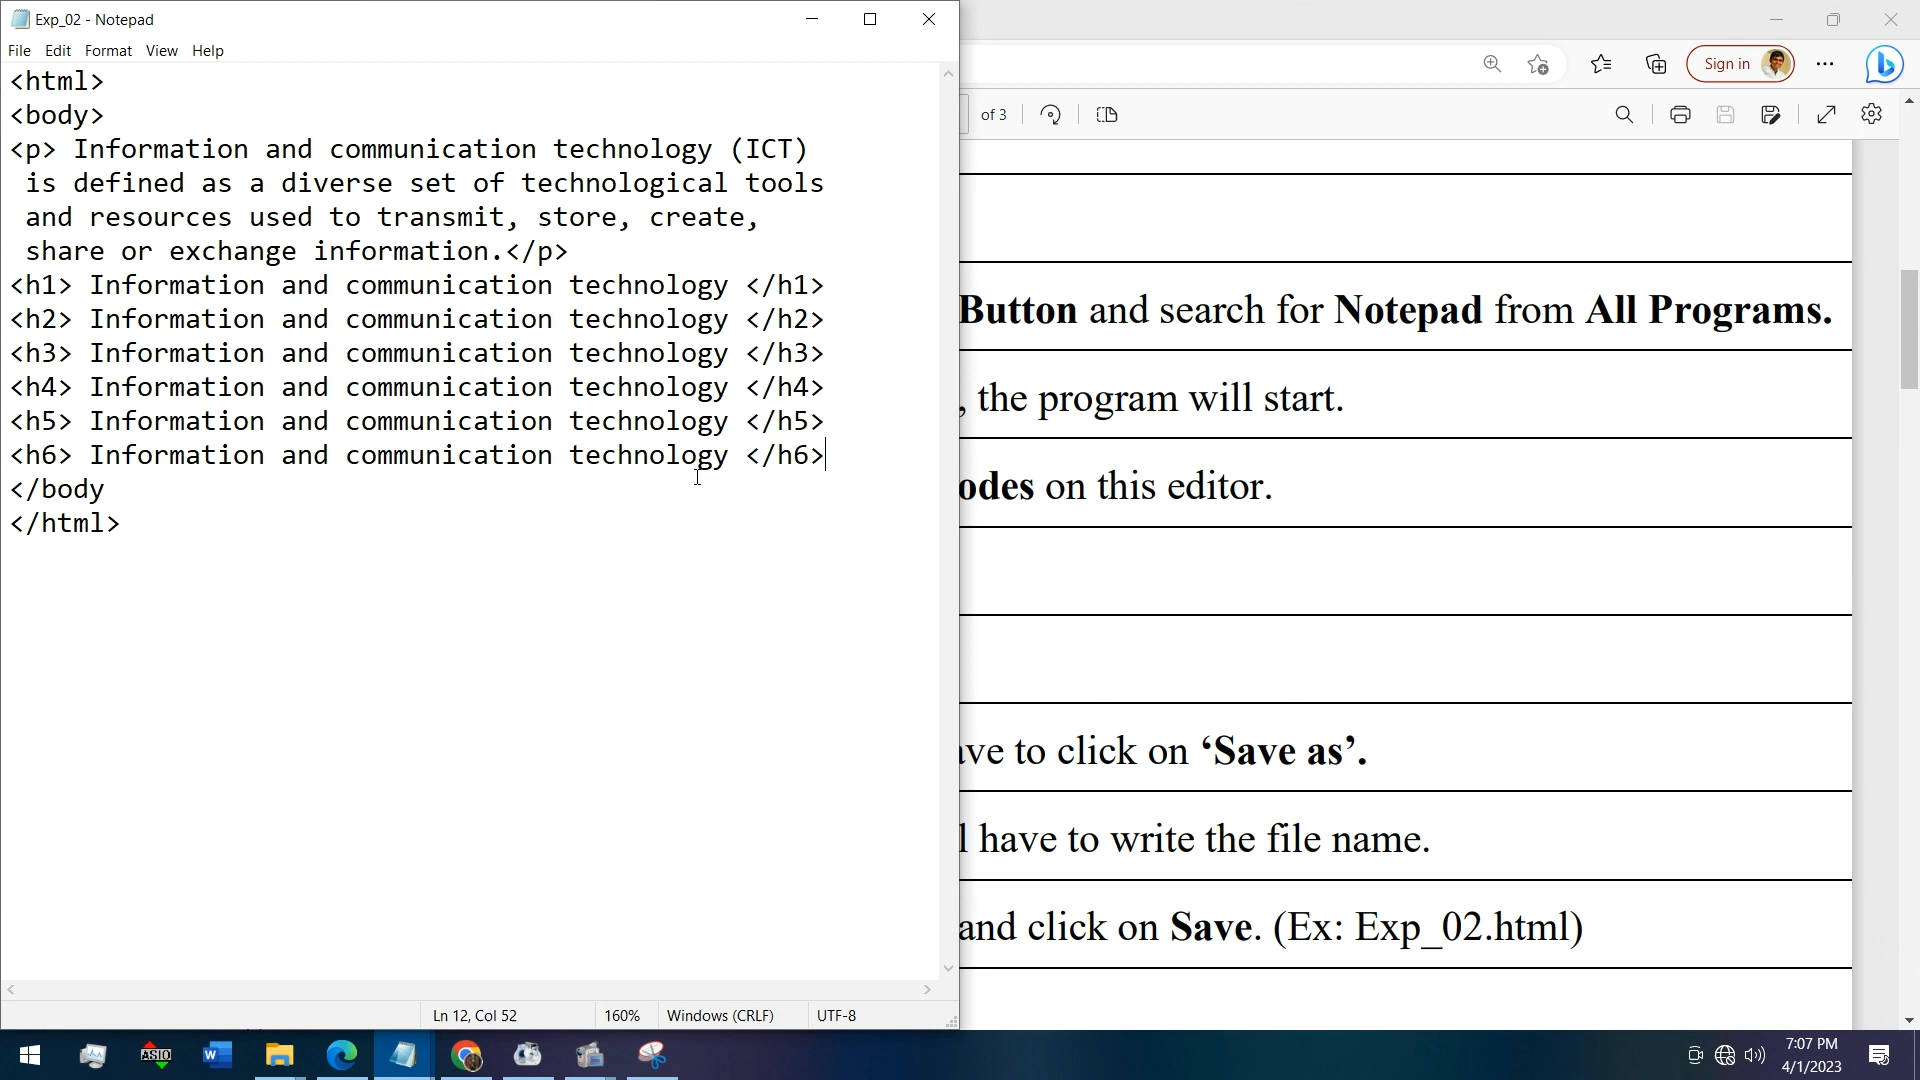 Exp_02 - Notepad
File Edit Format View Help
<html>
<body>
<p> Information and communication technology (ICT)
is defined as a diverse set of technological tools
and resources used to transmit, store, create,
share or exchange information.</p>
<h1> Information and communication technology </h1>
<h2> Information and communication technology </h2>
<h3> Information and communication technology </h3>
<h4> Information and communication technology </h4>
<h5> Information and communication technology </h5>
<h6> Information and communication technology </h6>
</body
</html>
Ln 12, Col 52 160% Windows (CRLF) UTF-8
Sign in
of 3
Button and search for Notepad from All Programs.
, the program will start.
odes on this editor.
ve to click on ‘Save as’.
l have to write the file name.
and click on Save. (Ex: Exp_02.html)
ASIO
7:07 PM
4/1/2023